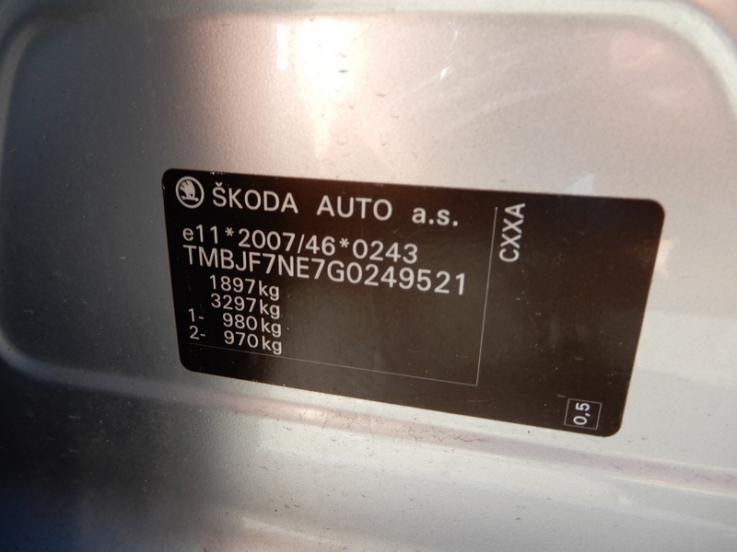 ŠKODA AUTO a.s.
e11*2007/46*0243
TMBJF7NE7G0249521
1897kg
3297kg
1- 980kg
2- 970kg
CXXA
0,5